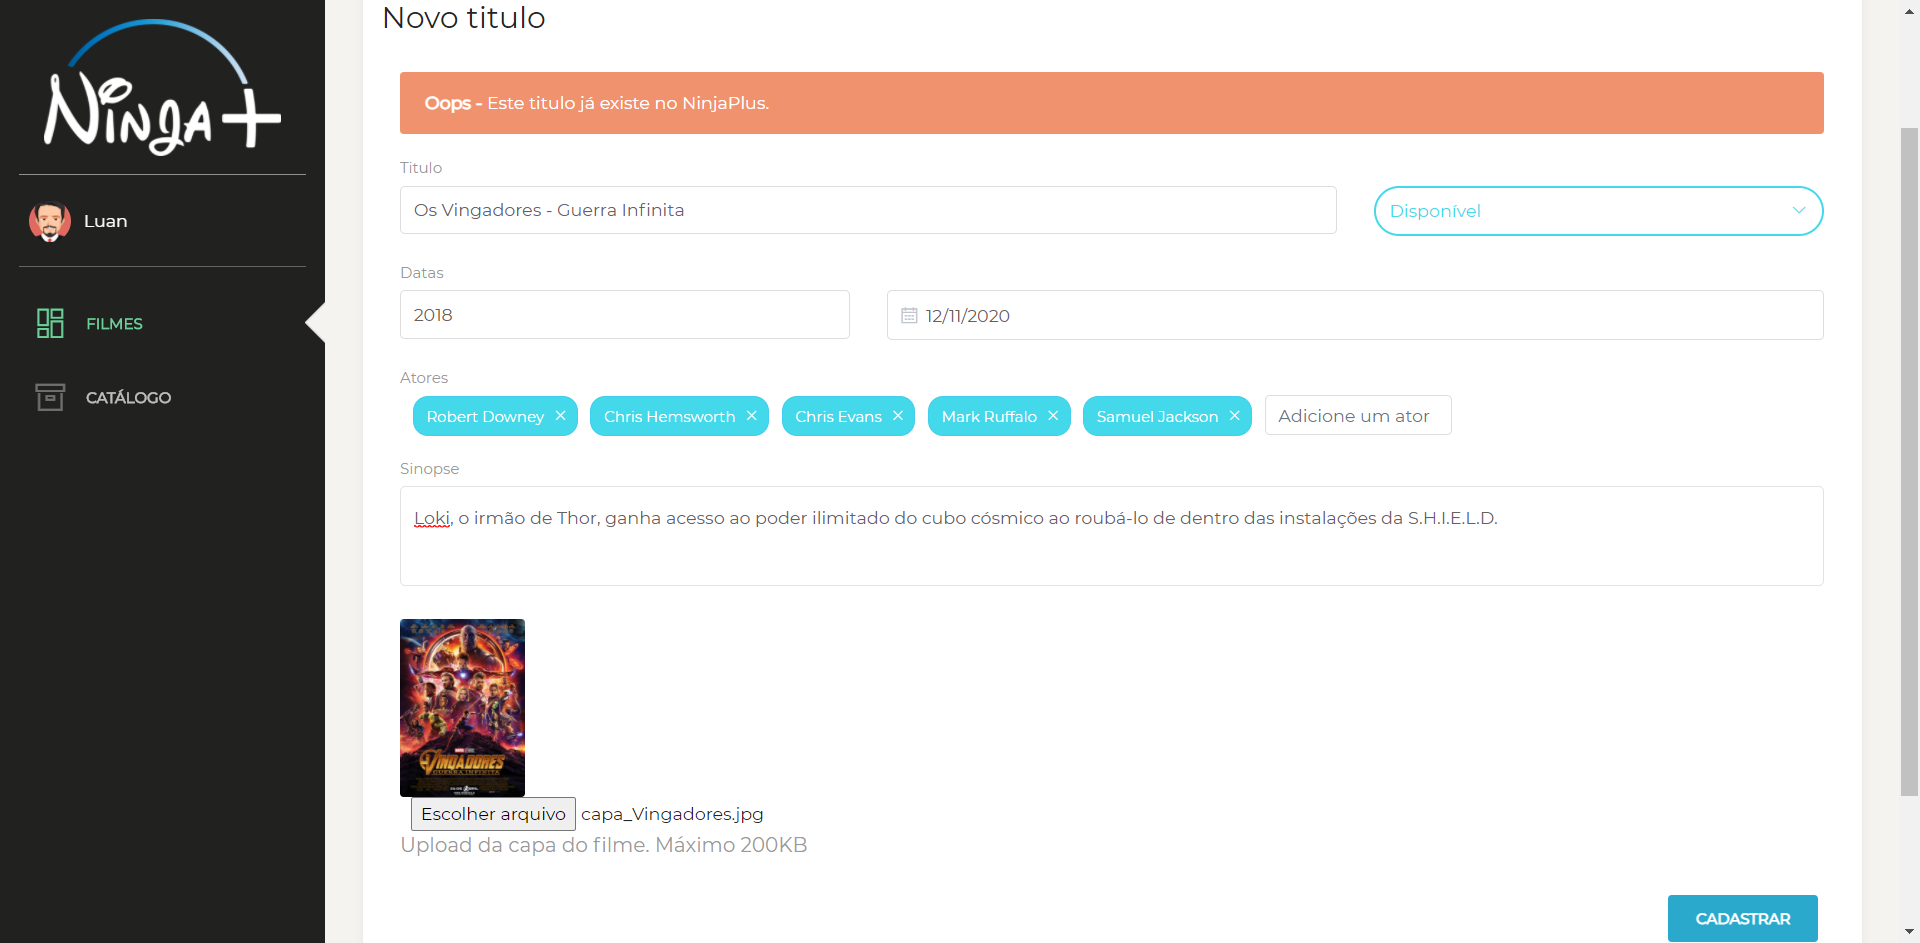 Novo titulo
Ninja+
Oops - Este titulo já existe no NinjaPlus.
Luan
FILMES
CATÁLOGO
Titulo
Os Vingadores - Guerra Infinita
Disponível
Datas
2018
12/11/2020
Atores
Robert Downey
Chris Hemsworth
Chris Evans
Mark Ruffalo
Samuel Jackson
Adicione um ator
Sinopse
Loki, o irmão de Thor, ganha acesso ao poder ilimitado do cubo cósmico ao roubá-lo de dentro das instalações da S.H.I.E.L.D.
VINGADORES
GUERRA INFINITA
Escolher arquivo capa_Vingadores.jpg
Upload da capa do filme. Máximo 200KB
CADASTRAR